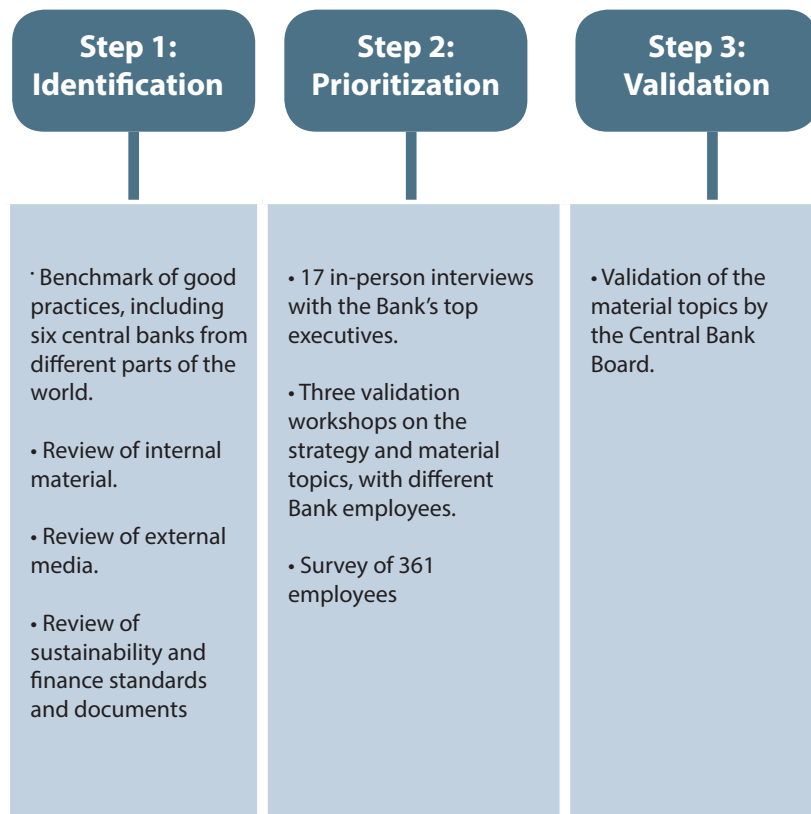 Step 1:
Identification
· Benchmark of good
practices, including
six central banks from
different parts of the
world.
• Review of internal
material.
• Review of external
media.
• Review of
sustainability and
finance standards
and documents
Step 2:
Prioritization
• 17 in-person interviews
with the Bank’s top
executives.
• Three validation
workshops on the
strategy and material
topics, with different
Bank employees.
• Survey of 361
employees
Step 3:
Validation
• Validation of the
material topics by
the Central Bank
Board.